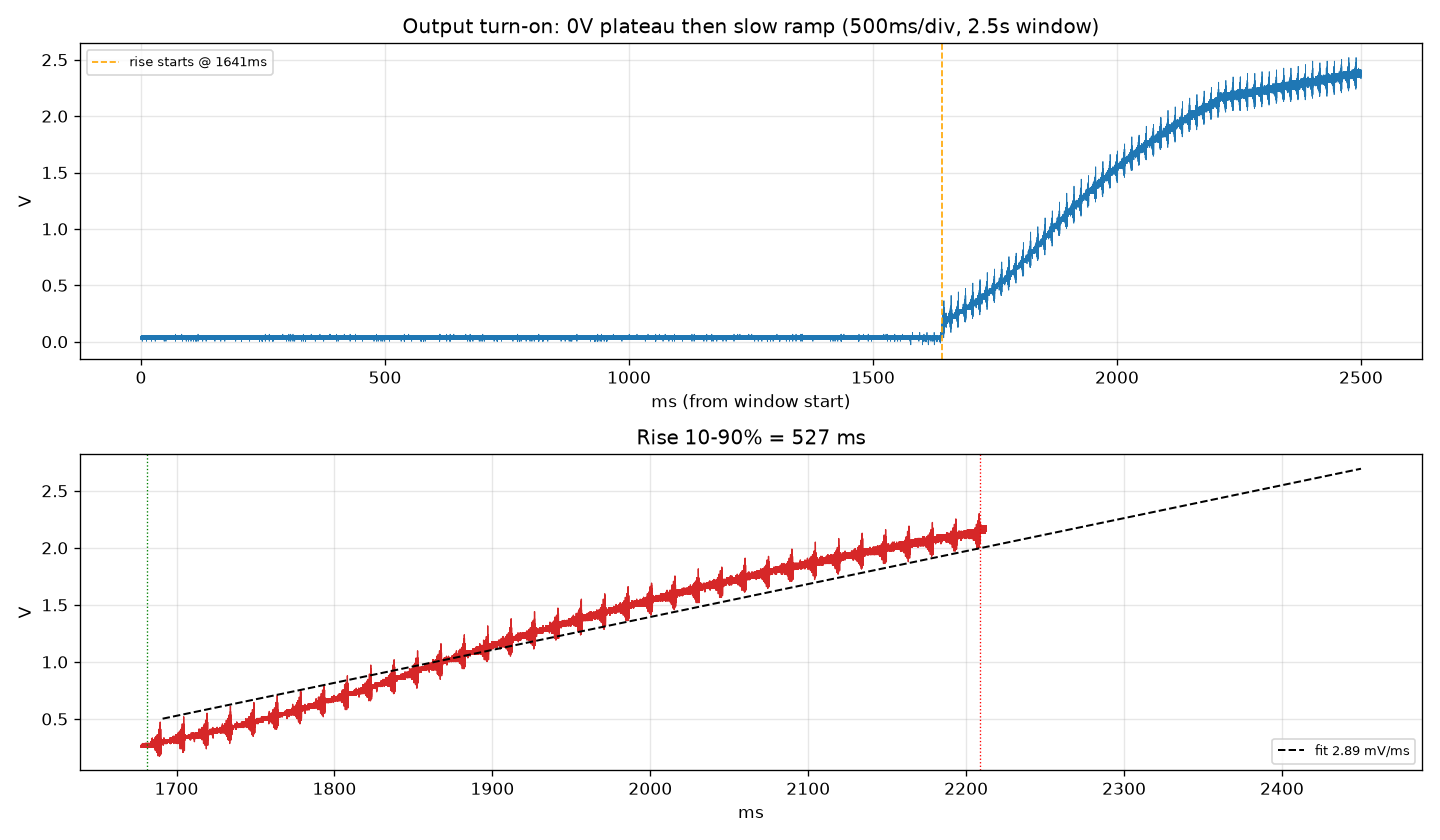 Output turn-on: 0V plateau then slow ramp (500ms/div, 2.5s window)
rise starts @ 1641ms
2.5
2.0
1.5
1.0
0.5
0.0
V
0 500 1000 1500 2000 2500
ms (from window start)
Rise 10-90% = 527 ms
2.5
2.0
1.5
1.0
0.5
V
fit 2.89 mV/ms
1700 1800 1900 2000 2100 2200 2300 2400
ms